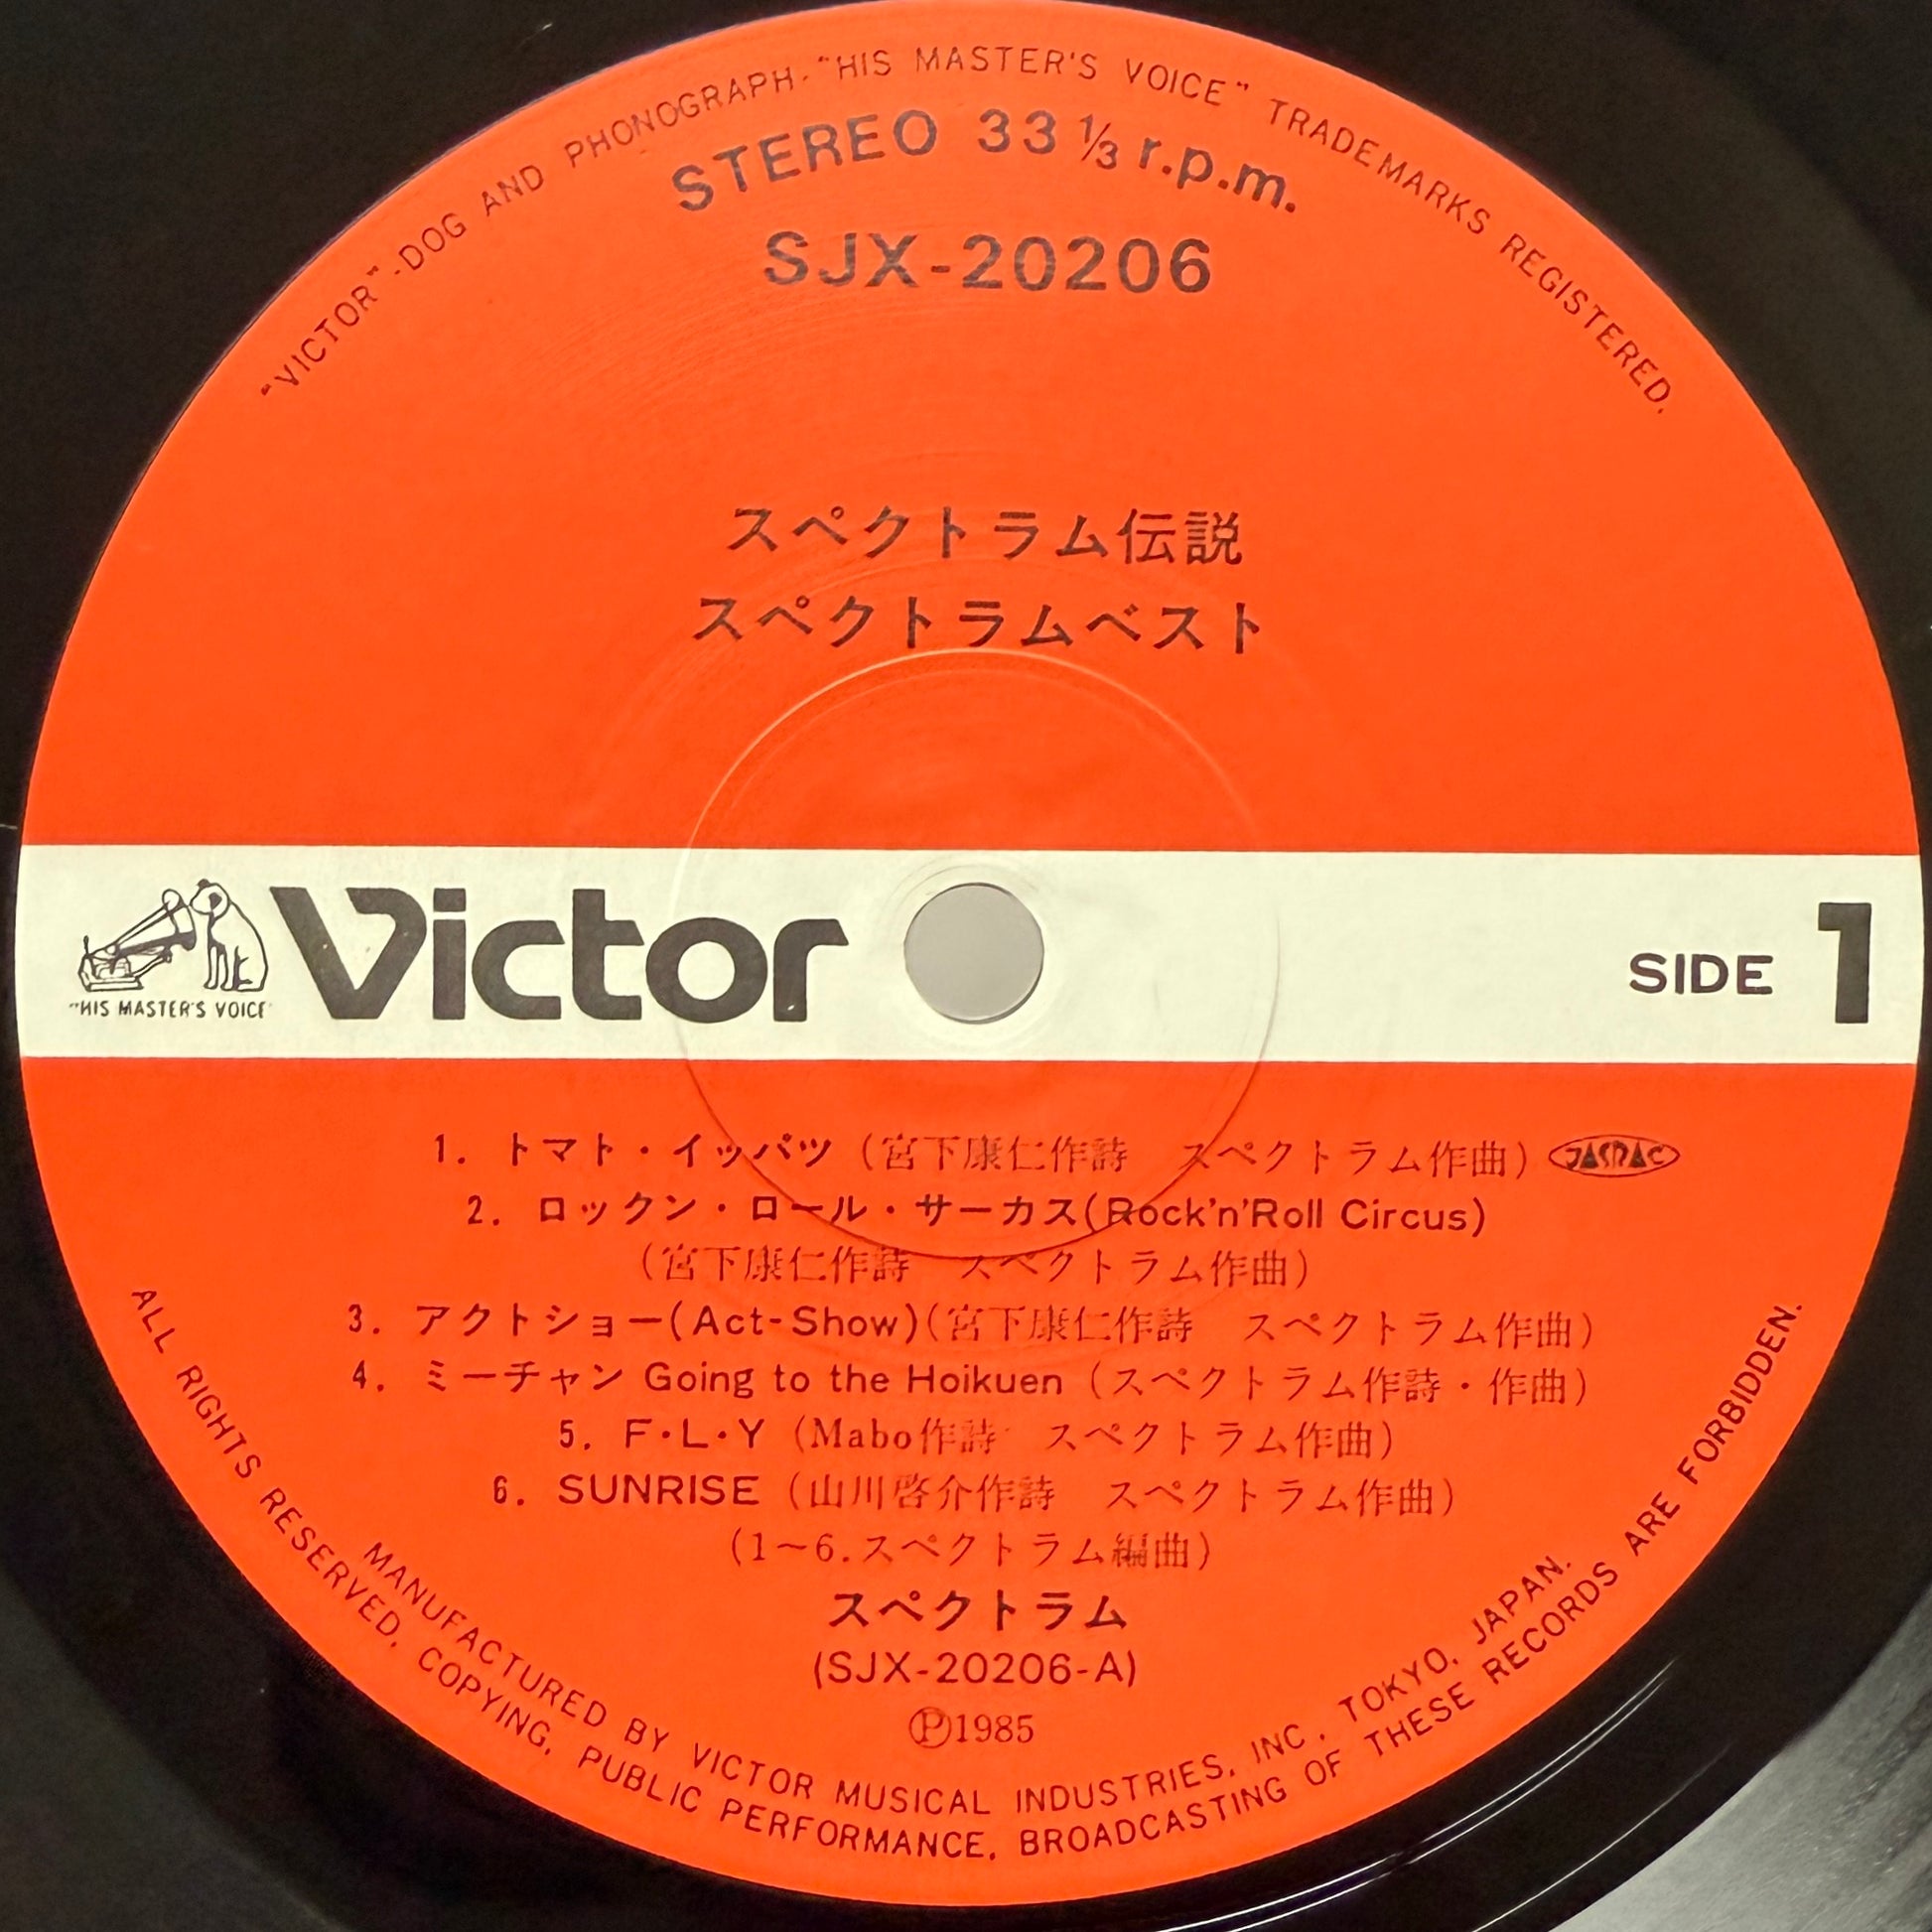 "VICTOR"-DOG AND PHONOGRAPH-"HIS MASTER'S VOICE" TRADEMARKS REGISTERED.
STEREO 33 1/3 r.p.m.
SJX-20206
スペクトラム伝説
スペクトラムベスト
"HIS MASTER'S VOICE"
Victor
SIDE 1
1. トマト・イッパツ (宮下康仁作詩 スペクトラム作曲) JASRAC
2. ロックン・ロール・サーカス(Rock'n'Roll Circus)
(宮下康仁作詩 スペクトラム作曲)
3. アクトショー(Act-Show)(宮下康仁作詩 スペクトラム作曲)
4. ミーチャン Going to the Hoikuen (スペクトラム作詩・作曲)
5. F・L・Y (Mabo作詩 スペクトラム作曲)
6. SUNRISE (山川啓介作詩 スペクトラム作曲)
(1~6.スペクトラム編曲)
スペクトラム
(SJX-20206-A)
Ⓟ1985
MANUFACTURED BY VICTOR MUSICAL INDUSTRIES, INC. TOKYO, JAPAN.
ALL RIGHTS RESERVED, COPYING, PUBLIC PERFORMANCE, BROADCASTING OF THESE RECORDS ARE FORBIDDEN.